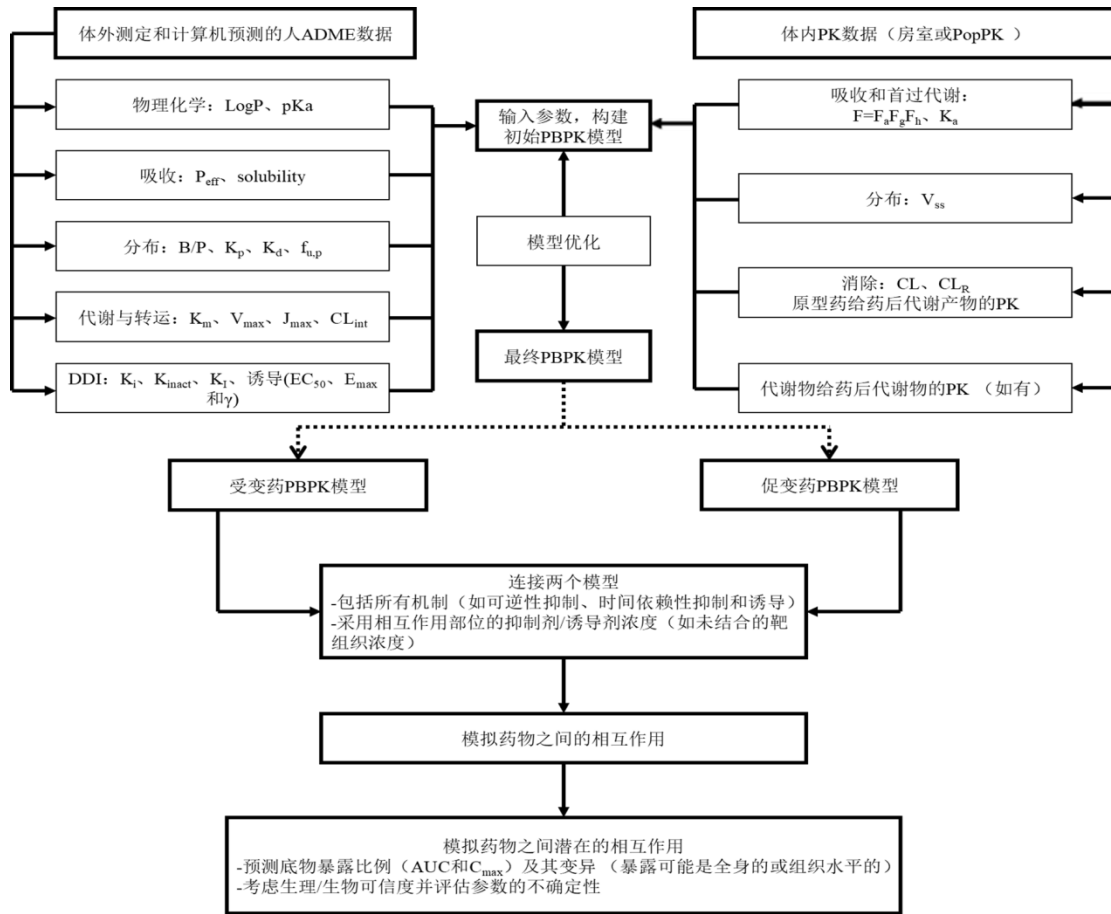 体外测定和计算机预测的人ADME数据
体内PK数据（房室或PopPK ）
物理化学：LogP、pKa
吸收：Peff、solubility
分布：B/P、Kp、Kd、fu,p
代谢与转运：Km、Vmax、Jmax、CLint
DDI：Ki、Kinact、KI、诱导(EC50、Emax
和γ)
输入参数，构建
初始PBPK模型
模型优化
最终PBPK模型
吸收和首过代谢：
F=FaFgFh、Ka
分布：Vss
消除：CL、CLR
原型药给药后代谢产物的PK
代谢物给药后代谢物的PK （如有）
受变药PBPK模型
促变药PBPK模型
连接两个模型
-包括所有机制（如可逆性抑制、时间依赖性抑制和诱导）
-采用相互作用部位的抑制剂/诱导剂浓度（如未结合的靶
组织浓度）
模拟药物之间的相互作用
模拟药物之间潜在的相互作用
-预测底物暴露比例（AUC和Cmax）及其变异 （暴露可能是全身的或组织水平的）
-考虑生理/生物可信度并评估参数的不确定性